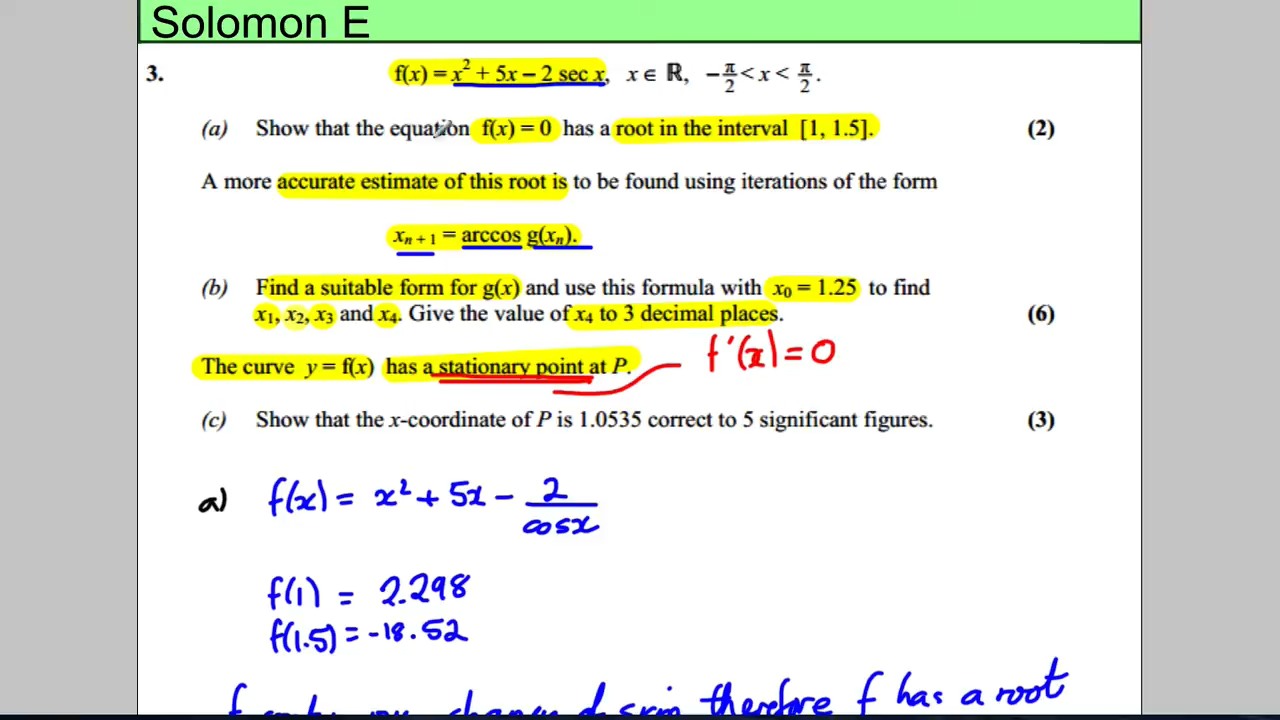 Solomon E
3. f(x) = x² + 5x − 2 sec x, x ∈ ℝ, −π/2 < x < π/2.
(a) Show that the equation f(x) = 0 has a root in the interval [1, 1.5]. (2)
A more accurate estimate of this root is to be found using iterations of the form
xₙ₊₁ = arccos g(xₙ).
(b) Find a suitable form for g(x) and use this formula with x₀ = 1.25 to find
x₁, x₂, x₃ and x₄. Give the value of x₄ to 3 decimal places. (6)
f'(x) = 0
The curve y = f(x) has a stationary point at P.
(c) Show that the x-coordinate of P is 1.0535 correct to 5 significant figures. (3)
a) f(x) = x² + 5x − 2/cosx
f(1) = 2.298
f(1.5) = -18.52
f change of sign therefore f has a root